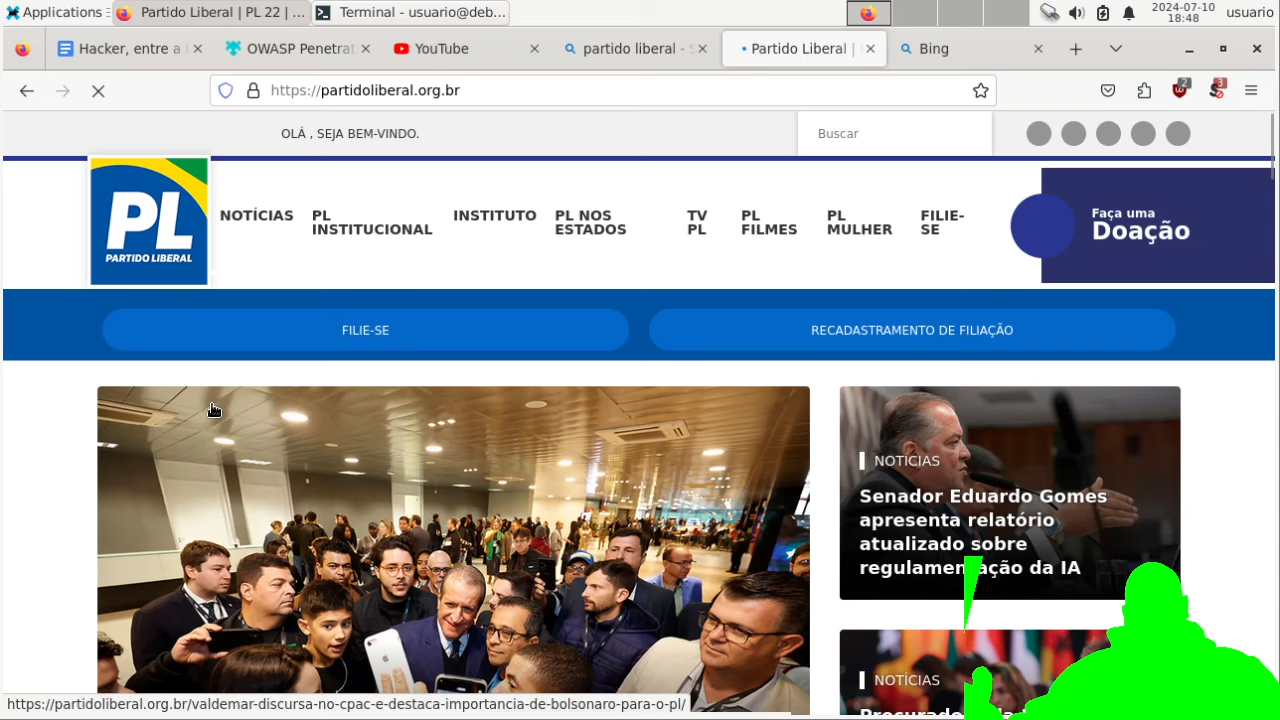 Applications
Partido Liberal | PL 22 | ...
Terminal - usuario@deb...
2024-07-10
18:48
usuario
Hacker, entre a
OWASP Penetrat
YouTube
partido liberal - S
Partido Liberal |
Bing
https://partidoliberal.org.br
2
3
OLÁ , SEJA BEM-VINDO.
Buscar
PL
PARTIDO LIBERAL
NOTÍCIAS
PL
INSTITUCIONAL
INSTITUTO
PL NOS
ESTADOS
TV
PL
PL
FILMES
PL
MULHER
FILIE-
SE
Faça uma
Doação
FILIE-SE
RECADASTRAMENTO DE FILIAÇÃO
NOTÍCIAS
Senador Eduardo Gomes
apresenta relatório
atualizado sobre
regulamentação da IA
NOTÍCIAS
https://partidoliberal.org.br/valdemar-discursa-no-cpac-e-destaca-importancia-de-bolsonaro-para-o-pl/